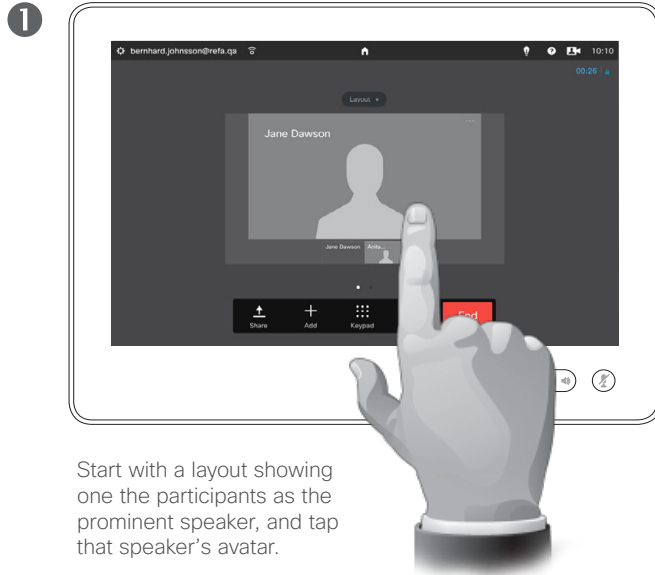 1
bernhard.johnsson@refa.qa
10:10
00:26
Layout
Jane Dawson
Jane Dawson Anita...
Share Add Keypad End
Start with a layout showing
one the participants as the
prominent speaker, and tap
that speaker’s avatar.